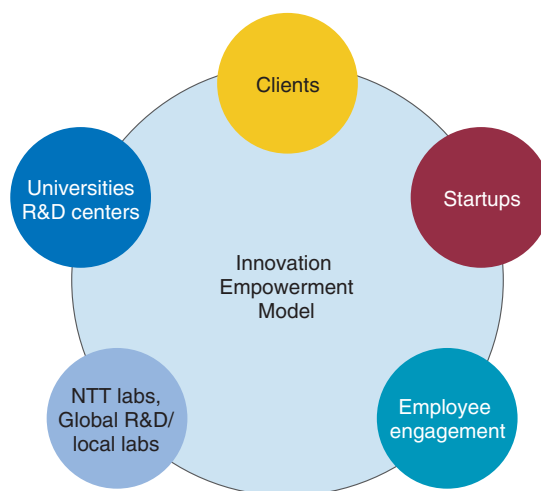 Clients
Universities
R&D centers
Startups
Innovation
Empowerment
Model
NTT labs,
Global R&D/
local labs
Employee
engagement